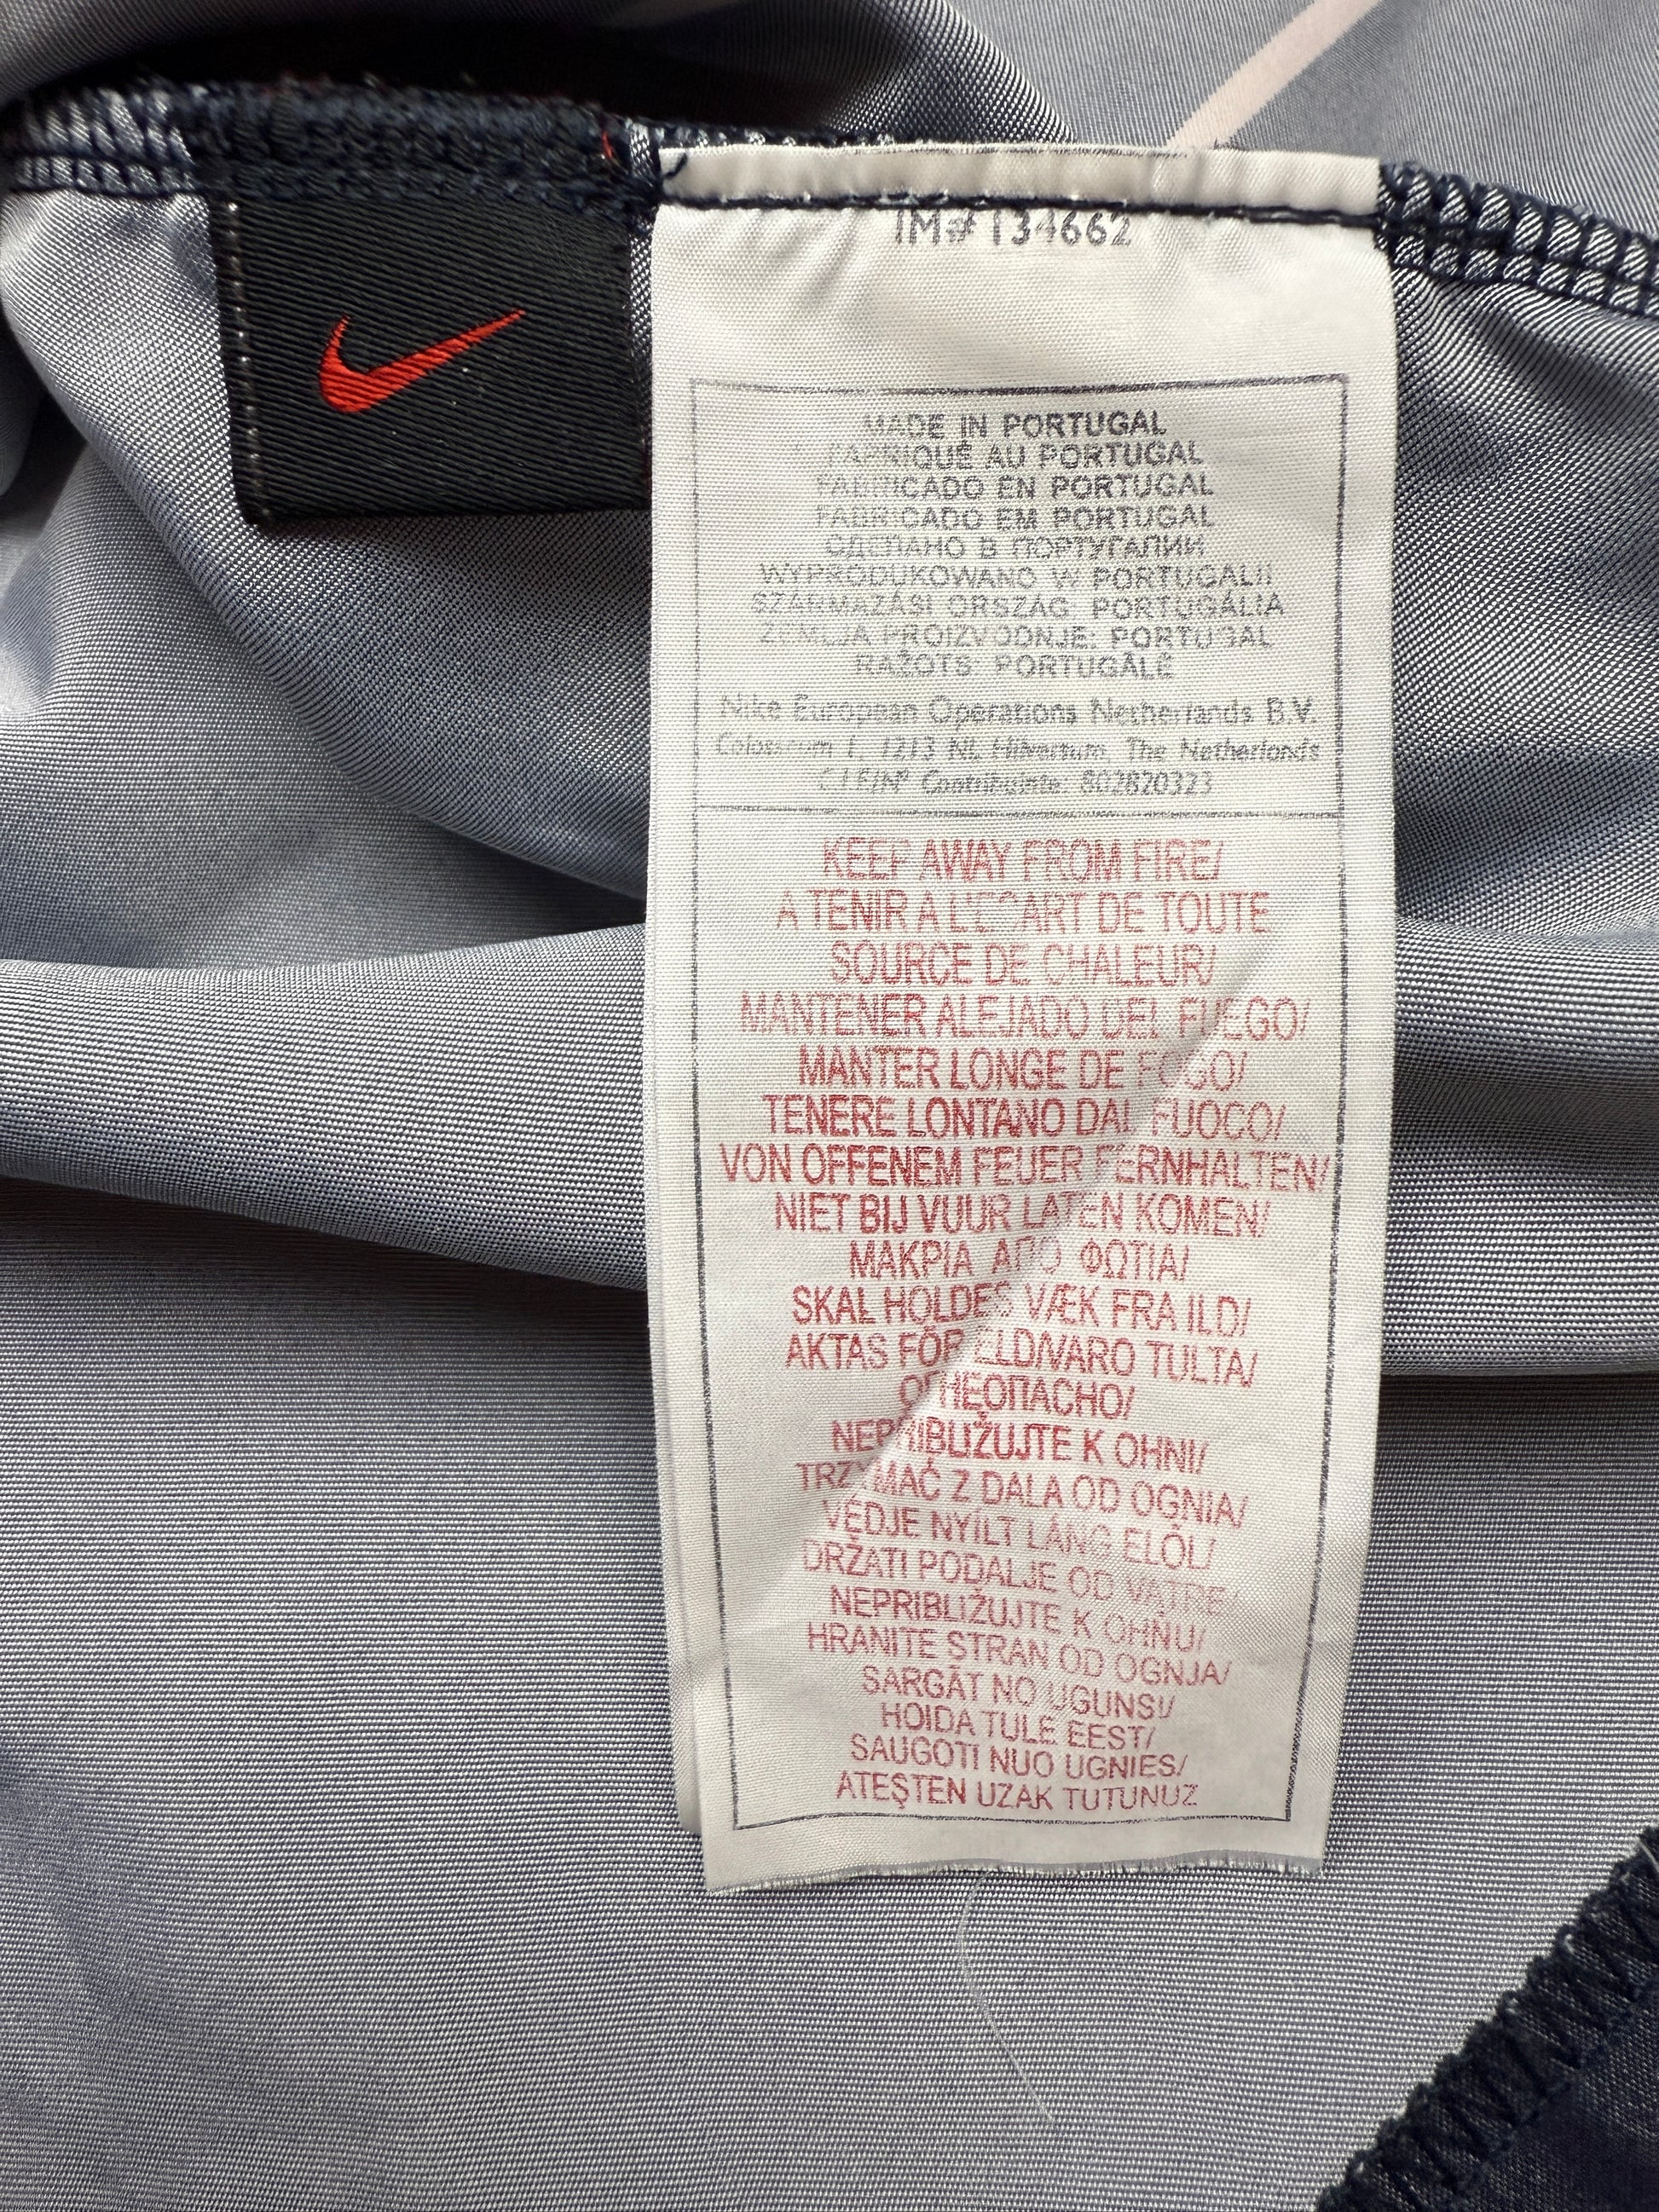 IM# 134662
MADE IN PORTUGAL
FABRIQUÉ AU PORTUGAL
FABRICADO EN PORTUGAL
FABRICADO EM PORTUGAL
СДЕЛАНО В ПОРТУГАЛИИ
WYPRODUKOWANO W PORTUGALII
SZÁRMAZÁSI ORSZÁG: PORTUGÁLIA
ZEMLJA PROIZVODNJE: PORTUGAL
RAŽOTS: PORTUGĀLĒ
Nike European Operations Netherlands B.V.
Colosseum 1, 1213 NL Hilversum, The Netherlands
C.I.F./Nº Contribuinte: 802820323
KEEP AWAY FROM FIRE/
A TENIR A L'ECART DE TOUTE
SOURCE DE CHALEUR/
MANTENER ALEJADO DEL FUEGO/
MANTER LONGE DE FOGO/
TENERE LONTANO DAL FUOCO/
VON OFFENEM FEUER FERNHALTEN/
NIET BIJ VUUR LATEN KOMEN/
ΜΑΚΡΙΑ ΑΠΟ ΦΩΤΙΑ/
SKAL HOLDES VÆK FRA ILD/
AKTAS FÖR ELD/VARO TULTA/
ОГНЕОПАСНО/
NEPŘIBLIŽUJTE K OHNI/
TRZYMAĆ Z DALA OD OGNIA/
VÉDJE NYÍLT LÁNG ELŐL/
DRŽATI PODALJE OD VATRE
NEPRIBLIŽUJTE K OHŇU/
HRANITE STRAN OD OGNJA/
SARGĀT NO UGUNS/
HOIDA TULE EEST/
SAUGOTI NUO UGNIES/
ATEŞTEN UZAK TUTUNUZ